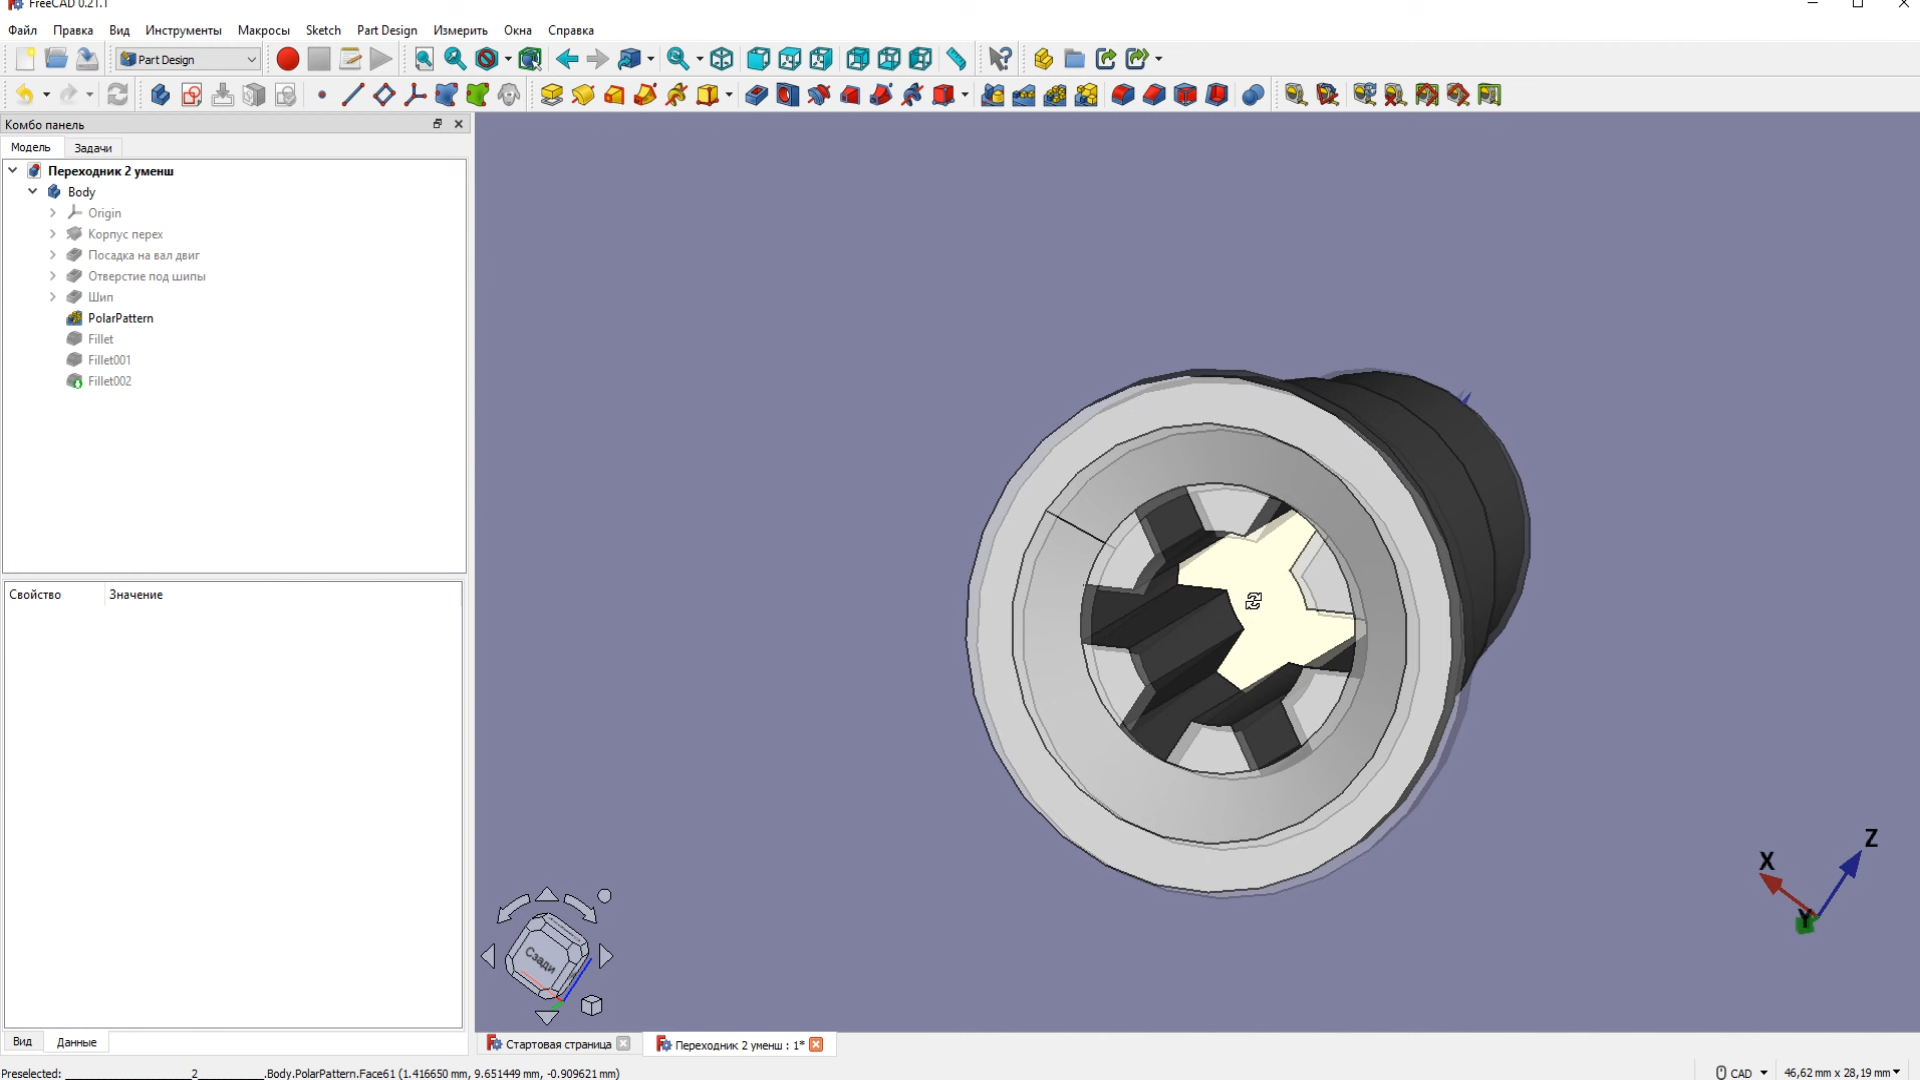 FreeCAD 0.21.1
Файл Правка Вид Инструменты Макросы Sketch Part Design Измерить Окна Справка
Part Design
Комбо панель
Модель Задачи
Переходник 2 уменш
Body
Origin
Корпус перех
Посадка на вал двиг
Отверстие под шипы
Шип
PolarPattern
Fillet
Fillet001
Fillet002
Свойство Значение
Z
X
Y
Сзади
Вид Данные
Стартовая страница
Переходник 2 уменш : 1*
Preselected: ____________________2__________.Body.PolarPattern.Face61 (1.416650 mm, 9.651449 mm, -0.909621 mm)
CAD
46,62 mm x 28,19 mm